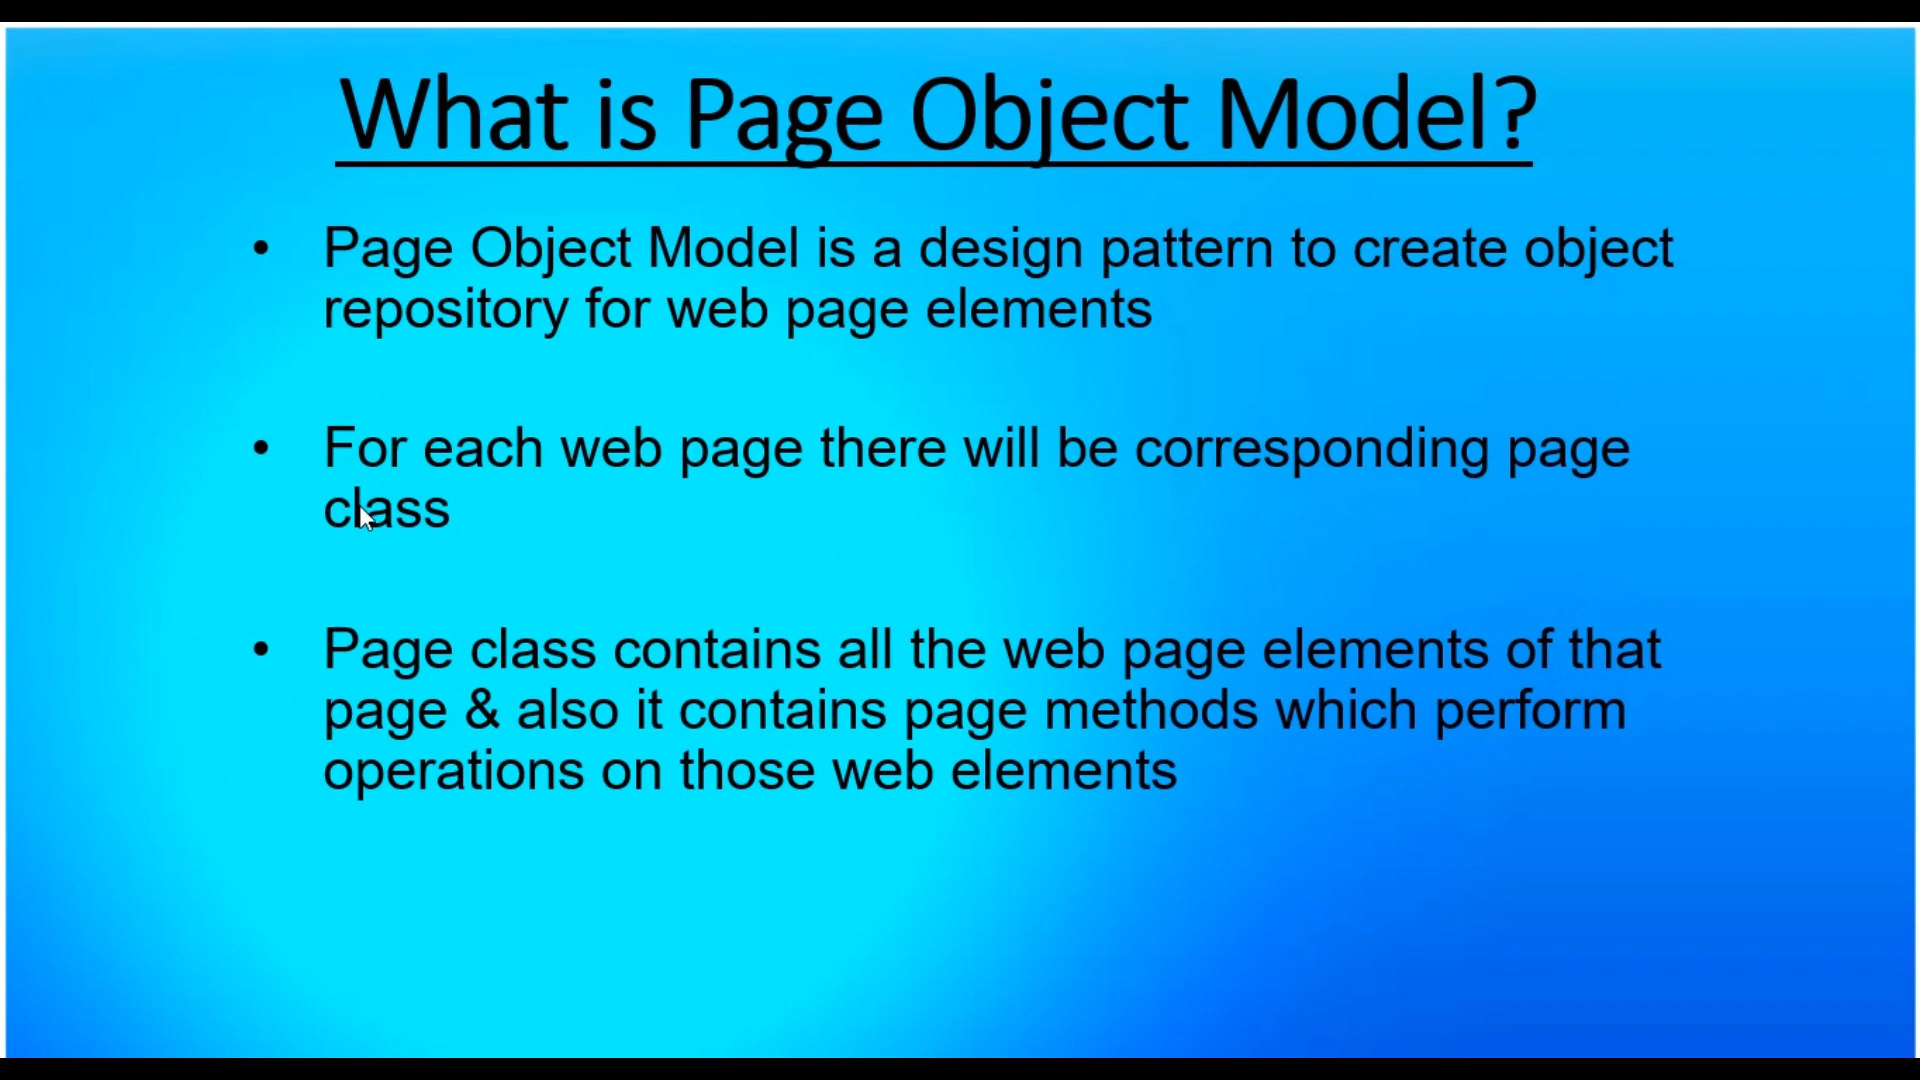 What is Page Object Model?
• Page Object Model is a design pattern to create object
repository for web page elements
• For each web page there will be corresponding page
class
• Page class contains all the web page elements of that
page & also it contains page methods which perform
operations on those web elements